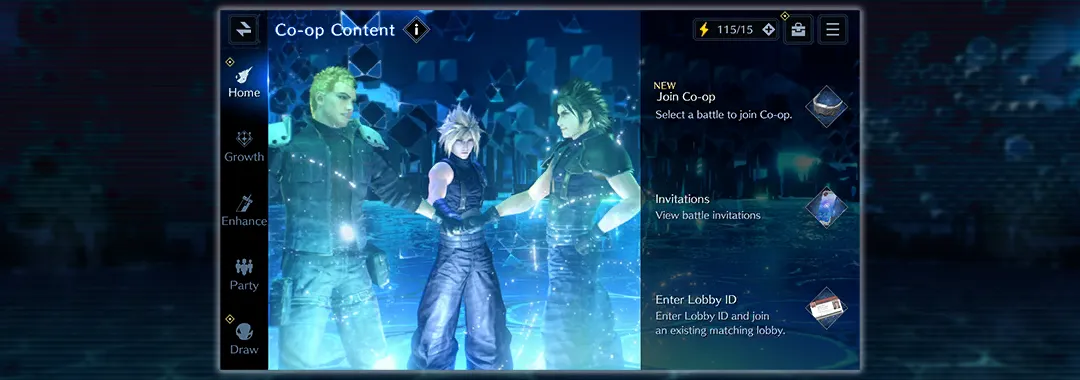 Co-op Content
115/15
Home
Growth
Enhance
Party
Draw
NEW
Join Co-op
Select a battle to join Co-op.
Invitations
View battle invitations
Enter Lobby ID
Enter Lobby ID and join
an existing matching lobby.